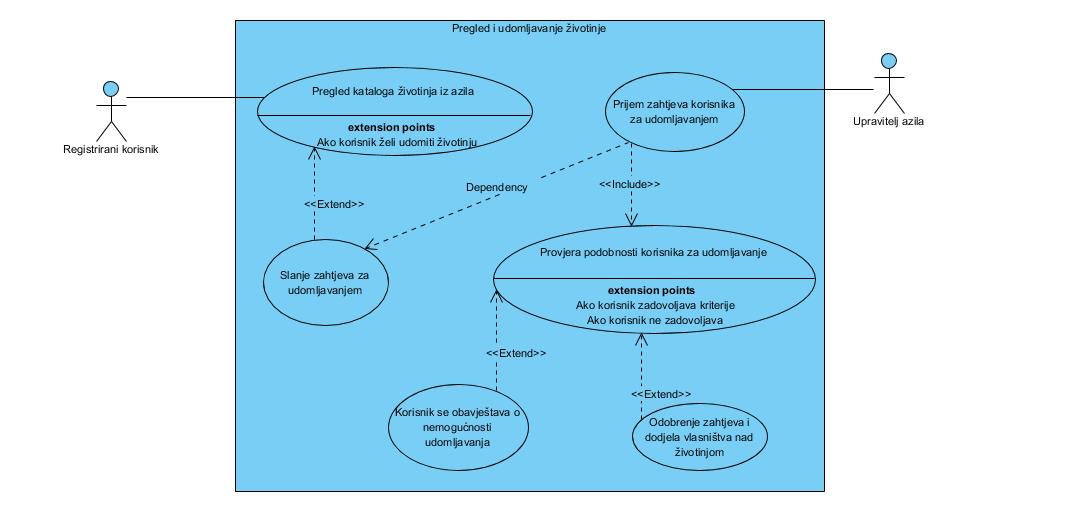 Pregled i udomljavanje životinje
Pregled kataloga životinja iz azila
extension points
Ako korisnik želi udomiti životinju
Prijem zahtjeva korisnika
za udomljavanjem
Registrirani korisnik
Upravitelj azila
Dependency
<<Include>>
<<Extend>>
Slanje zahtjeva za
udomljavanjem
Provjera podobnosti korisnika za udomljavanje
extension points
Ako korisnik zadovoljava kriterije
Ako korisnik ne zadovoljava
<<Extend>>
<<Extend>>
Korisnik se obavještava o
nemogućnosti
udomljavanja
Odobrenje zahtjeva i
dodjela vlasništva nad
životinjom